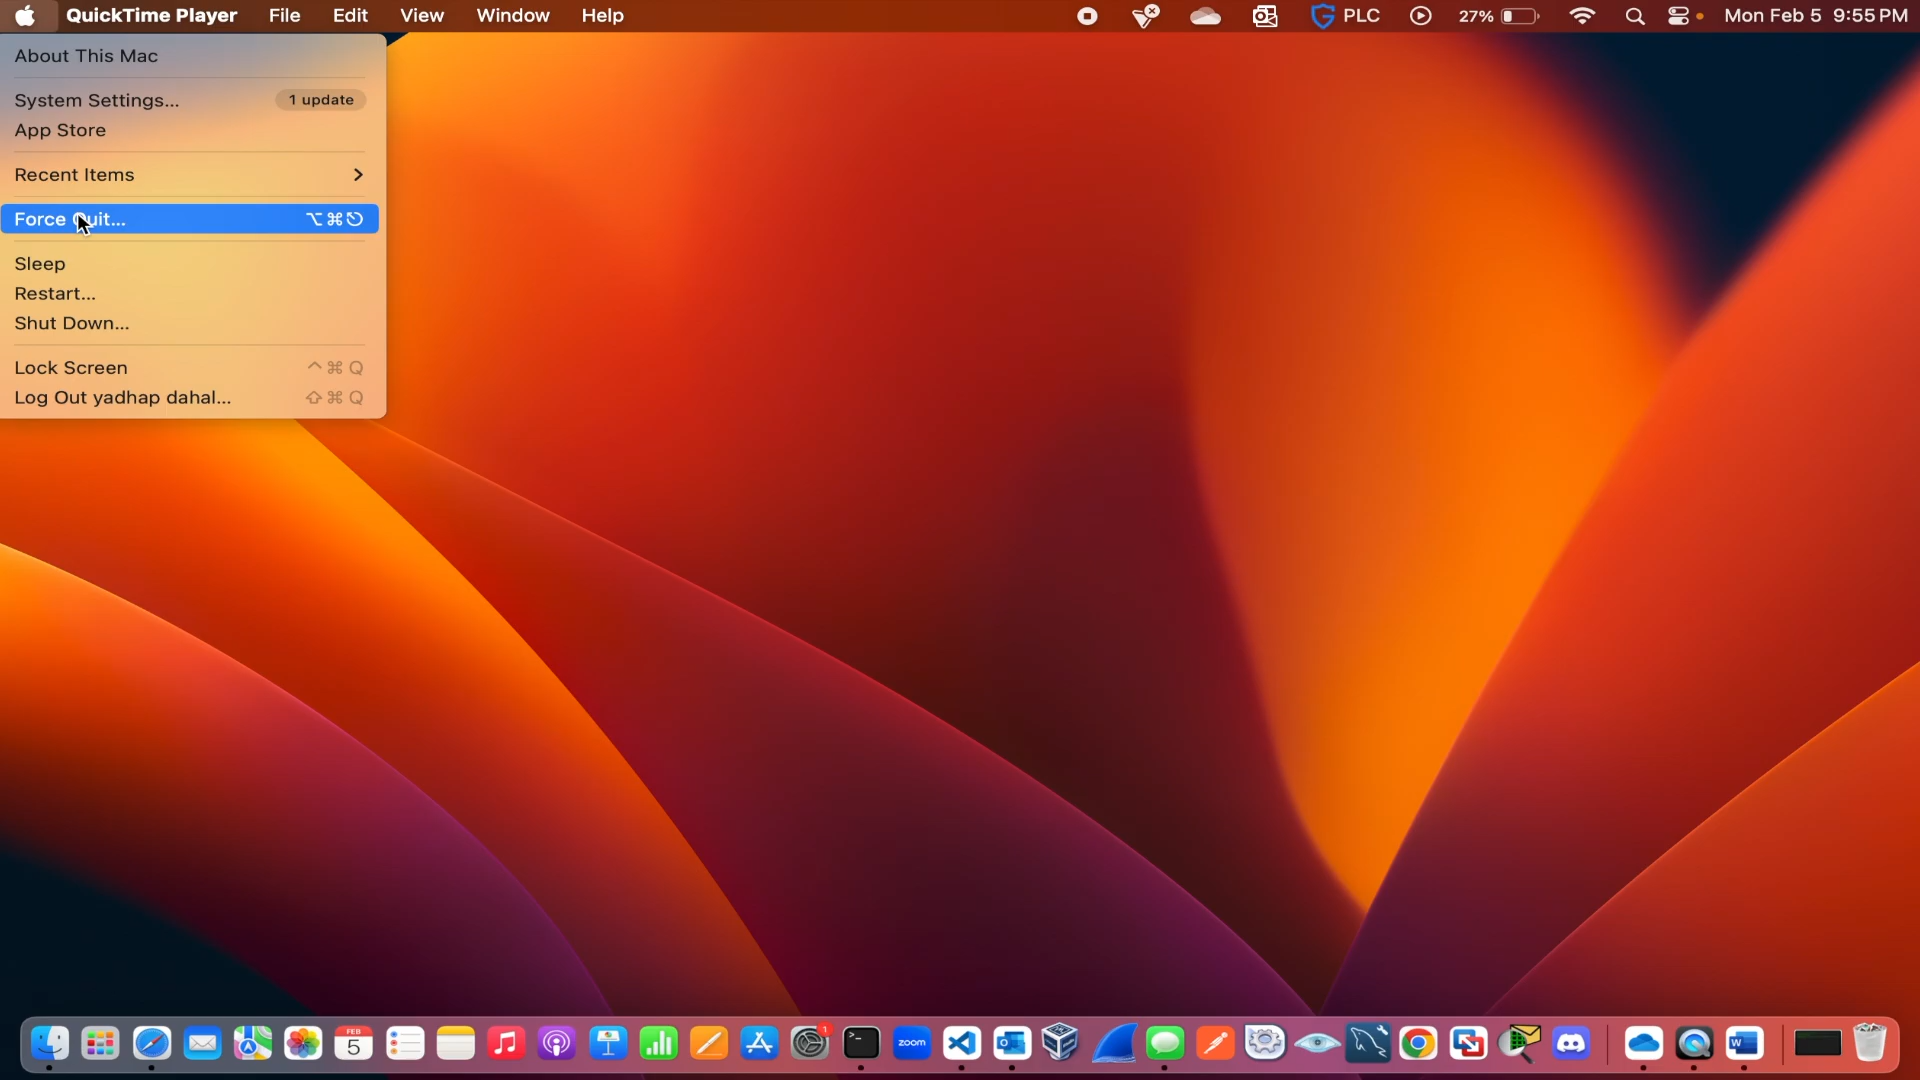 QuickTime Player File Edit View Window Help PLC 27% Mon Feb 5 9:55 PM
About This Mac
System Settings... 1 update
App Store
Recent Items
Force Quit... ⌥⌘⎋
Sleep
Restart...
Shut Down...
Lock Screen ^⌘Q
Log Out yadhap dahal... ⇧⌘Q
FEB
5
1
zoom
W